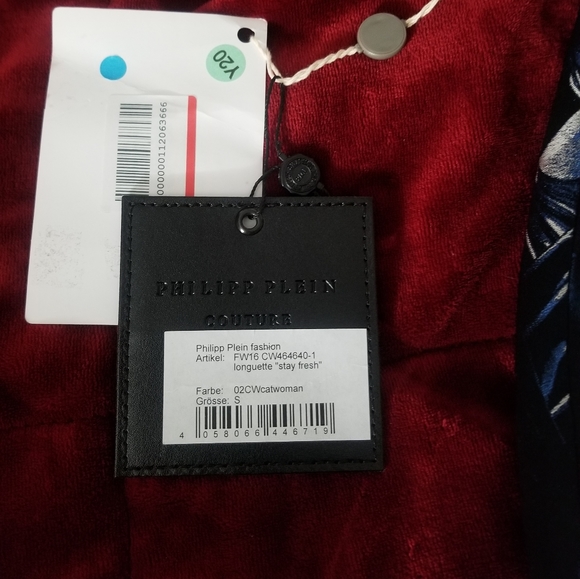 Y20
000000112063666
PHILIPP PLEIN
COUTURE
Philipp Plein fashion
Artikel: FW16 CW464640-1
longuette "stay fresh"
Farbe: 02CWcatwoman
Grösse: S
4 058066 446719